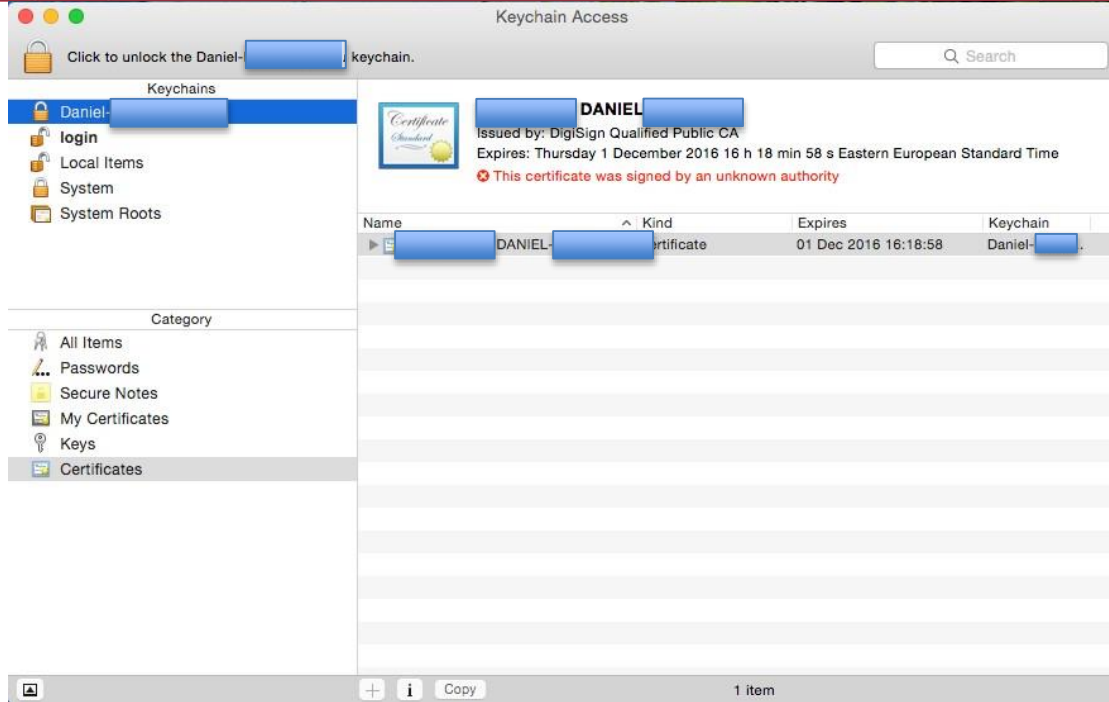 Keychain Access
Click to unlock the Daniel- keychain.
Search
Keychains
Daniel-
login
Local Items
System
System Roots
Certificate
Standard
DANIEL
Issued by: DigiSign Qualified Public CA
Expires: Thursday 1 December 2016 16 h 18 min 58 s Eastern European Standard Time
This certificate was signed by an unknown authority
Name Kind Expires Keychain
DANIEL- ertificate 01 Dec 2016 16:18:58 Daniel- .
Category
All Items
Passwords
Secure Notes
My Certificates
Keys
Certificates
+ i Copy 1 item